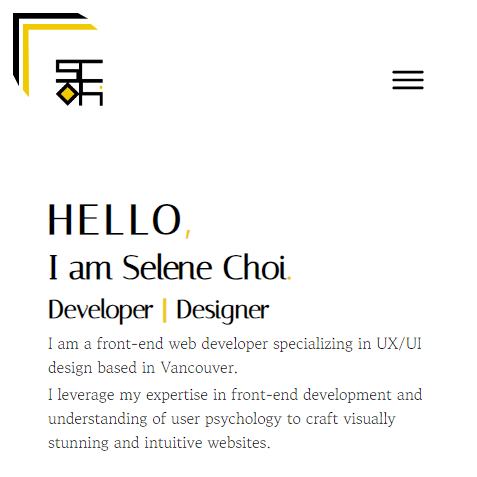 SCHOi
HELLO,
I am Selene Choi.
Developer | Designer
I am a front-end web developer specializing in UX/UI
design based in Vancouver.
I leverage my expertise in front-end development and
understanding of user psychology to craft visually
stunning and intuitive websites.